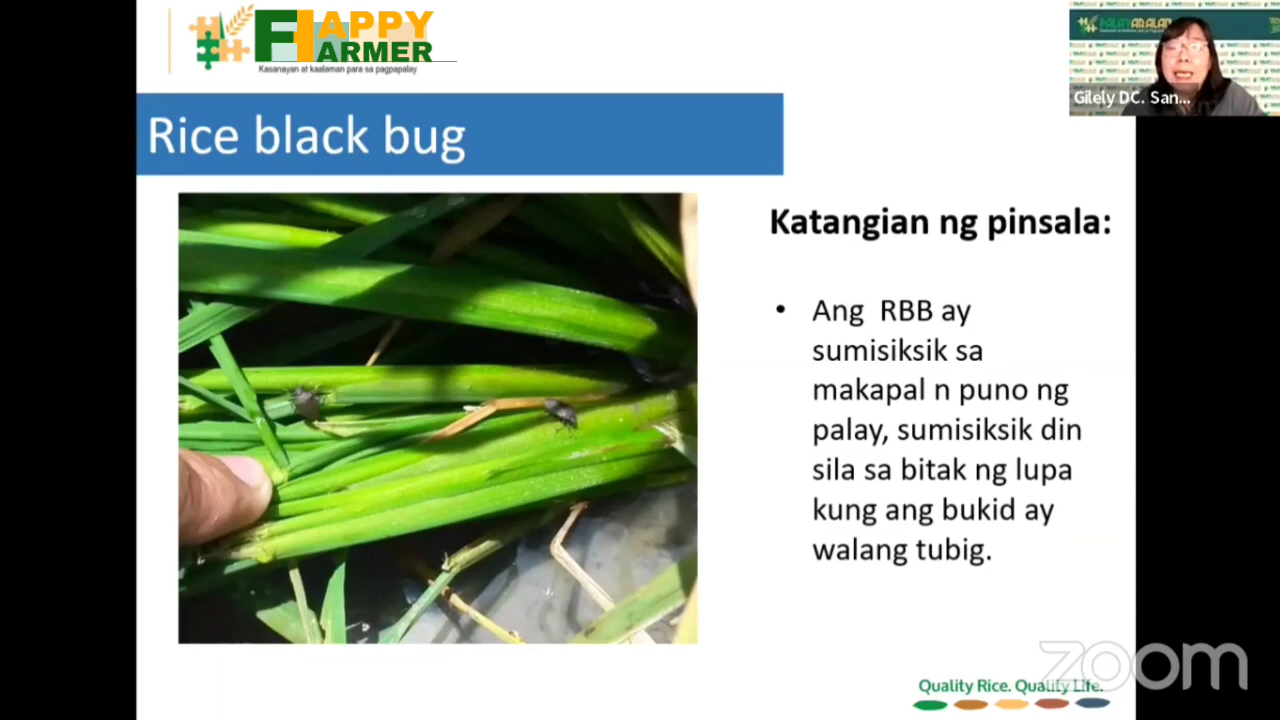 HAPPY
FARMER
Kasanayan at kaalaman para sa pagpapalay
PALAYARALAN
Gilely DC. San...
Rice black bug
Katangian ng pinsala:
• Ang RBB ay
sumisiksik sa
makapal n puno ng
palay, sumisiksik din
sila sa bitak ng lupa
kung ang bukid ay
walang tubig.
zoom
Quality Rice. Quality Life.